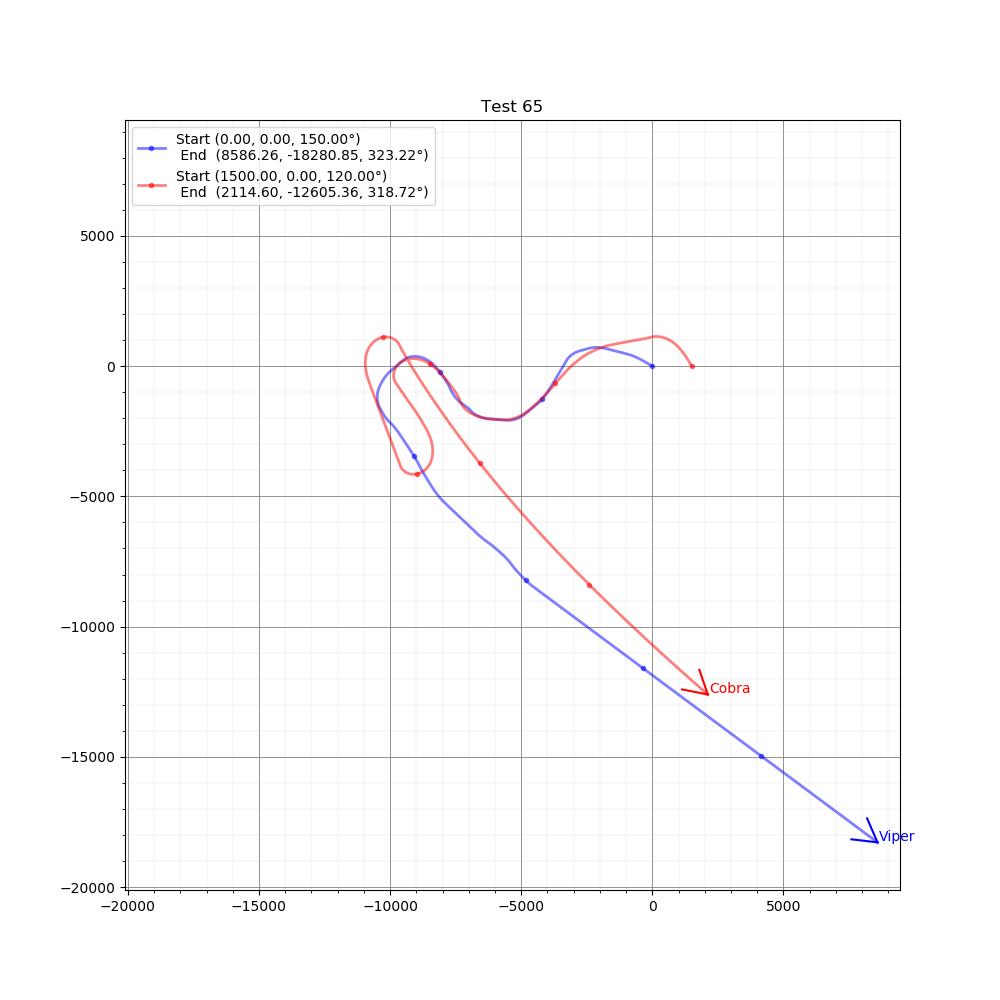 Test 65
Start (0.00, 0.00, 150.00°)
End (8586.26, -18280.85, 323.22°)
Start (1500.00, 0.00, 120.00°)
End (2114.60, -12605.36, 318.72°)
5000
0
−5000
−10000
−15000
−20000
Cobra
Viper
−20000 −15000 −10000 −5000 0 5000